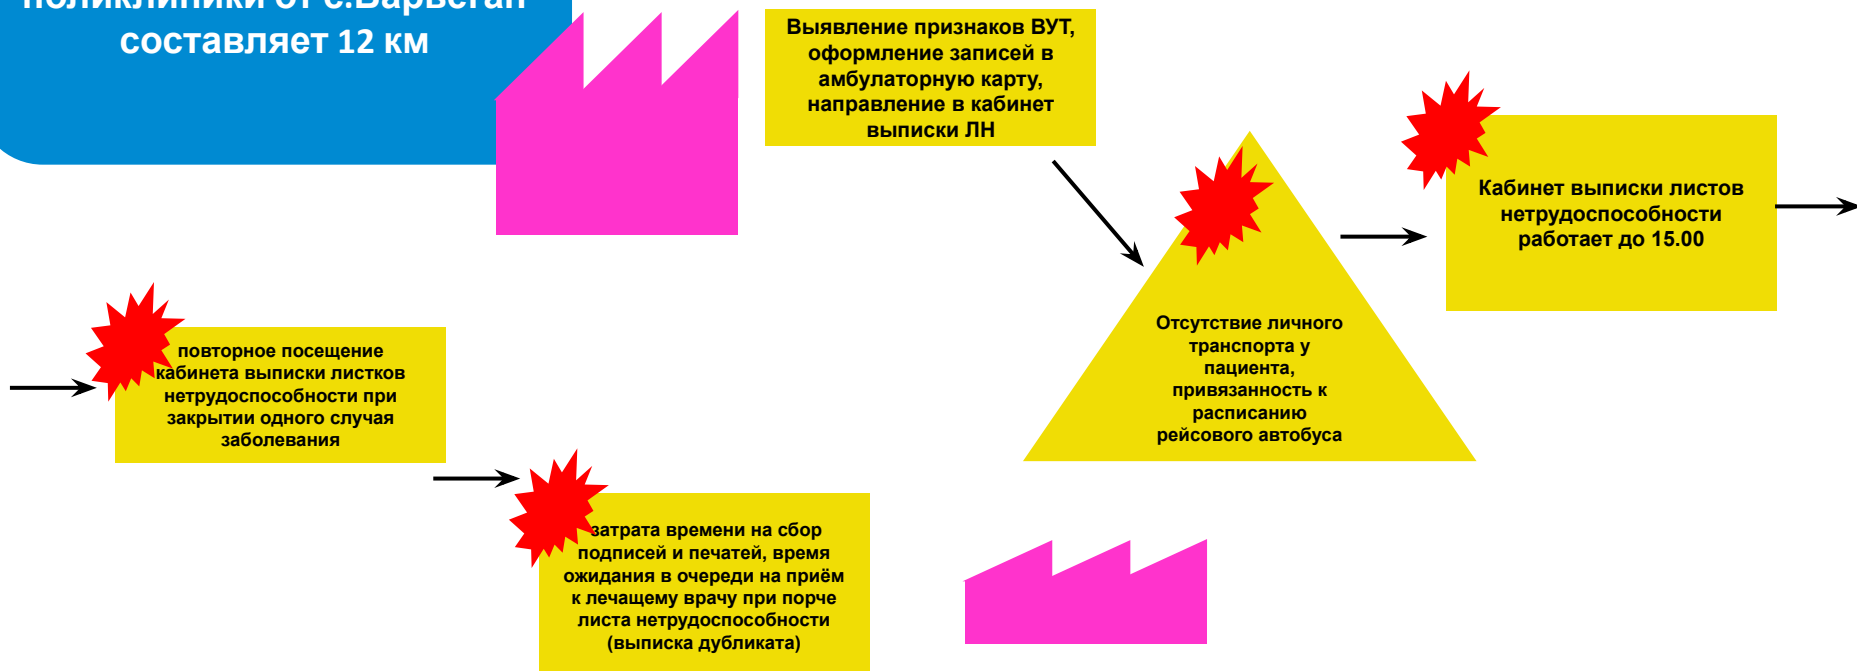 поликлиники от с.Варьеган
составляет 12 км
Выявление признаков ВУТ,
оформление записей в
амбулаторную карту,
направление в кабинет
выписки ЛН
Отсутствие личного
транспорта у
пациента,
привязанность к
расписанию
рейсового автобуса
Кабинет выписки листов
нетрудоспособности
работает до 15.00
повторное посещение
кабинета выписки листков
нетрудоспособности при
закрытии одного случая
заболевания
затрата времени на сбор
подписей и печатей, время
ожидания в очереди на приём
к лечащему врачу при порче
листа нетрудоспособности
(выписка дубликата)